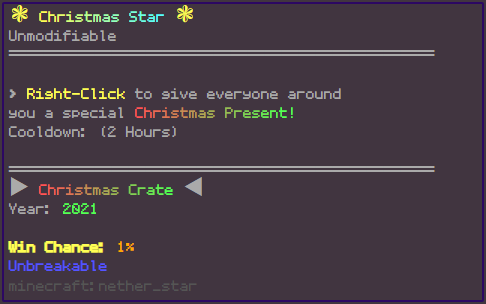 ❃ Christmas Star ❃
Unmodifiable
> Right-Click to give everyone around
you a special Christmas Present!
Cooldown: (2 Hours)
▶ Christmas Crate ◀
Year: 2021
Win Chance: 1%
Unbreakable
minecraft:nether_star